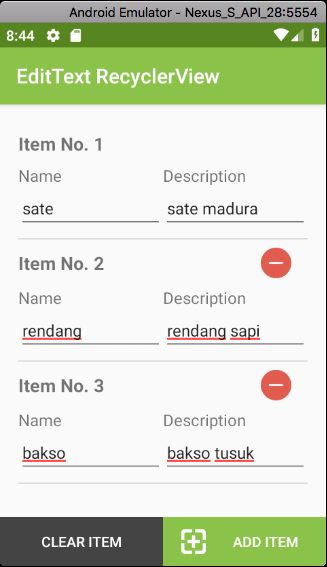 Android Emulator - Nexus_S_API_28:5554
8:44
EditText RecyclerView
Item No. 1
Name Description
sate sate madura
Item No. 2
Name Description
rendang rendang sapi
Item No. 3
Name Description
bakso bakso tusuk
CLEAR ITEM ADD ITEM